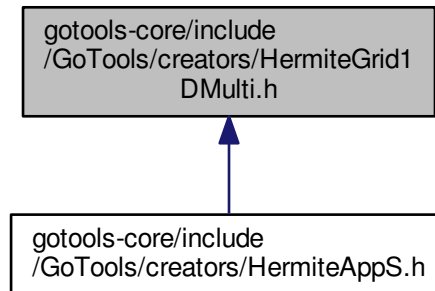 gotools-core/include
/GoTools/creators/HermiteGrid1
DMulti.h
gotools-core/include
/GoTools/creators/HermiteAppS.h